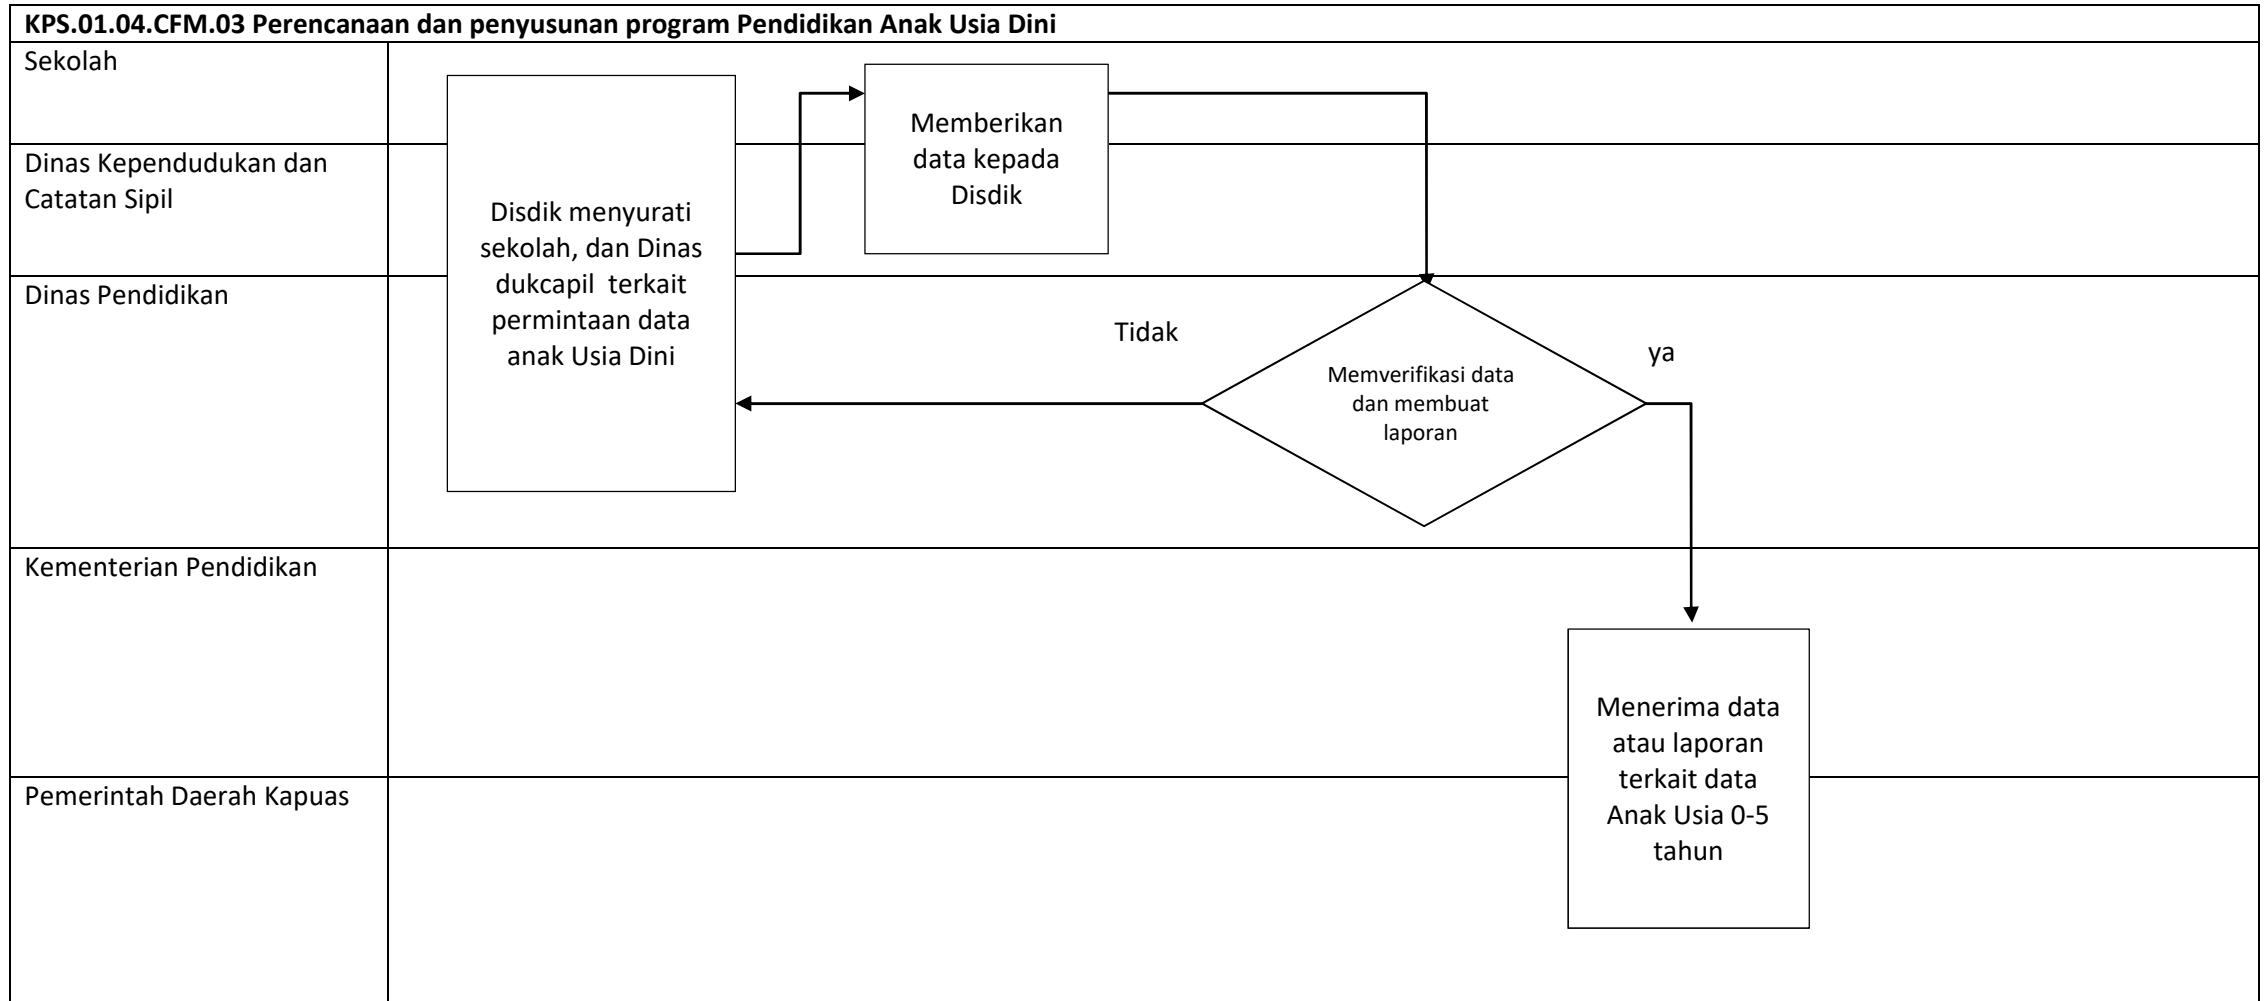 KPS.01.04.CFM.03 Perencanaan dan penyusunan program Pendidikan Anak Usia Dini
Sekolah
Dinas Kependudukan dan
Catatan Sipil
Dinas Pendidikan
Kementerian Pendidikan
Pemerintah Daerah Kapuas
Disdik menyurati
sekolah, dan Dinas
dukcapil terkait
permintaan data
anak Usia Dini
Memberikan
data kepada
Disdik
Tidak
Memverifikasi data
dan membuat
laporan
ya
Menerima data
atau laporan
terkait data
Anak Usia 0-5
tahun